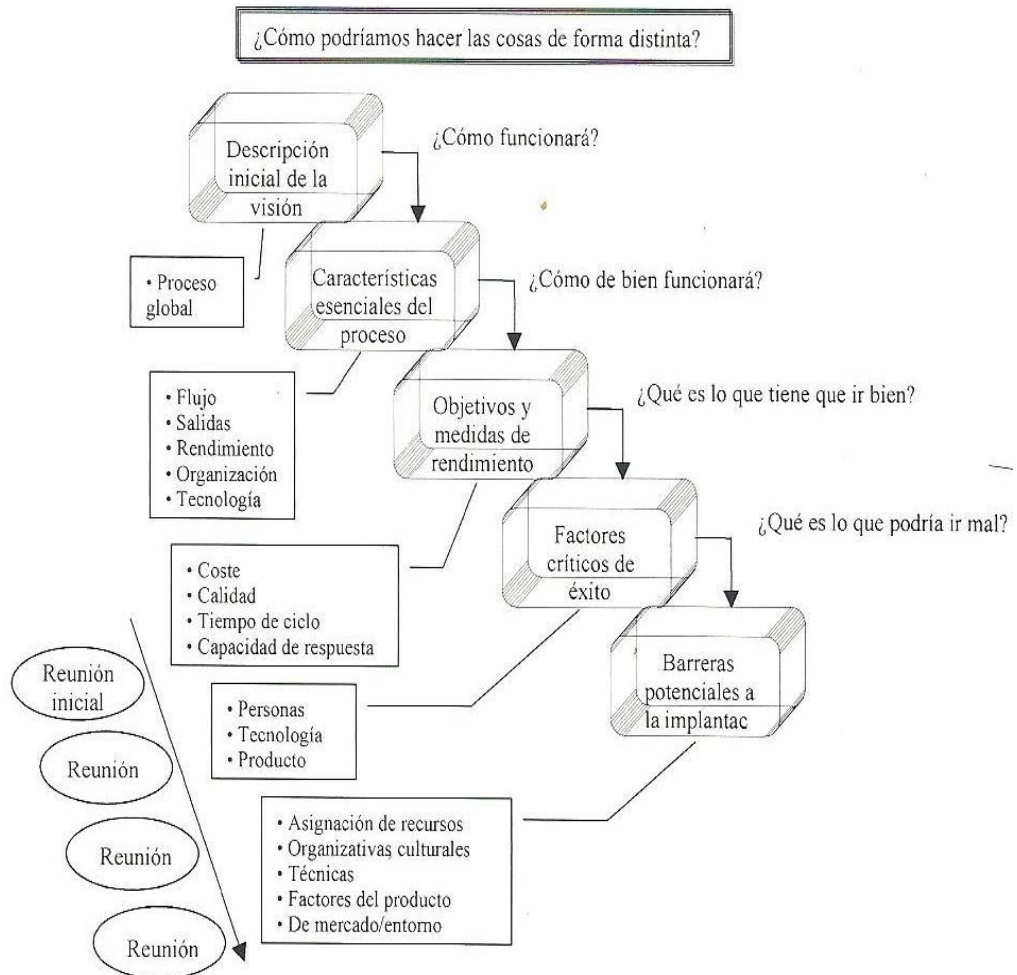 ¿Cómo podríamos hacer las cosas de forma distinta?
Descripción
inicial de la
visión
¿Cómo funcionará?
• Proceso
global
Características
esenciales del
proceso
¿Cómo de bien funcionará?
• Flujo
• Salidas
• Rendimiento
• Organización
• Tecnología
Objetivos y
medidas de
rendimiento
¿Qué es lo que tiene que ir bien?
• Coste
• Calidad
• Tiempo de ciclo
• Capacidad de respuesta
Factores
críticos de
éxito
¿Qué es lo que podría ir mal?
• Personas
• Tecnología
• Producto
Barreras
potenciales a
la implantac
• Asignación de recursos
• Organizativas culturales
• Técnicas
• Factores del producto
• De mercado/entorno
Reunión
inicial
Reunión
Reunión
Reunión